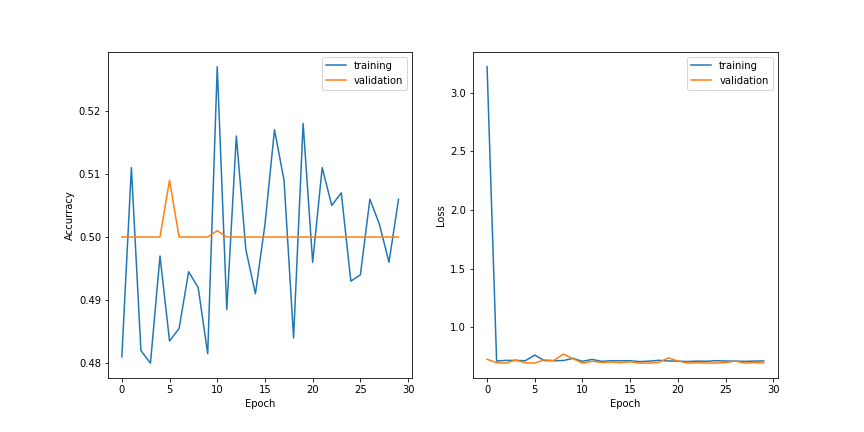 training
validation
0.52
0.51
0.50
0.49
0.48
Accurracy
0 5 10 15 20 25 30
Epoch
training
validation
3.0
2.5
2.0
1.5
1.0
Loss
0 5 10 15 20 25 30
Epoch